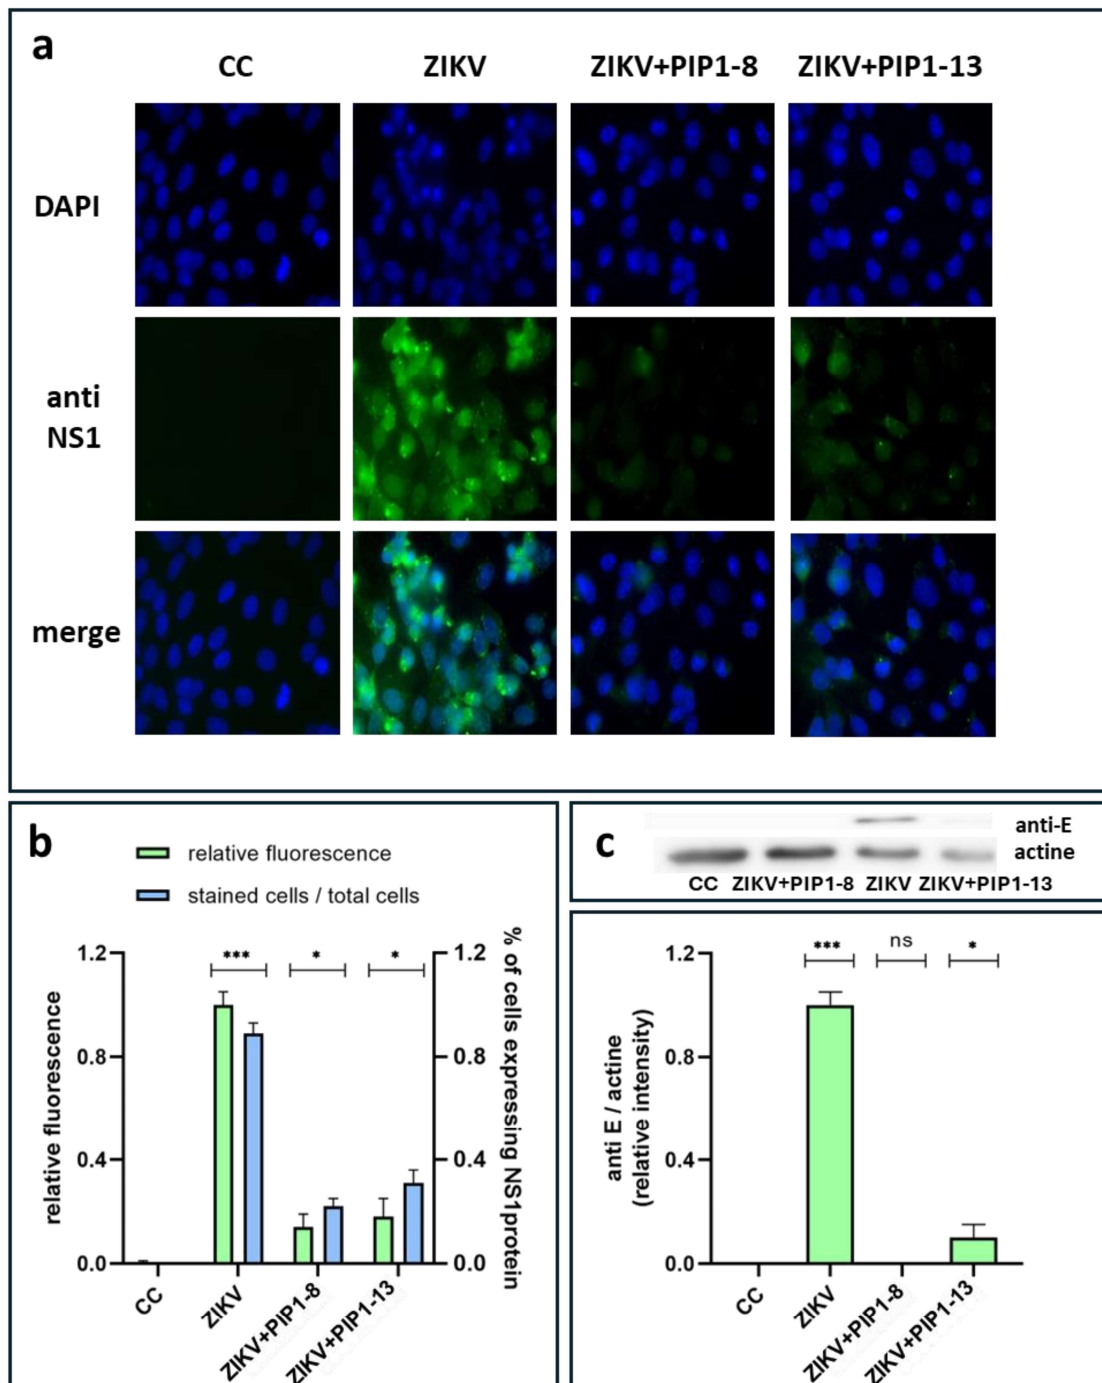 a
CC ZIKV ZIKV+PIP1-8 ZIKV+PIP1-13
DAPI
anti
NS1
merge
b
relative fluorescence
stained cells / total cells
relative fluorescence
1.2
0.8
0.4
0.0
*** * *
1.2
0.8
0.4
0.0
% of cells expressing NS1protein
CC ZIKV ZIKV+PIP1-8 ZIKV+PIP1-13
c
anti-E
actine
CC ZIKV+PIP1-8 ZIKV ZIKV+PIP1-13
anti E / actine
(relative intensity)
1.2
0.8
0.4
0.0
*** ns *
CC ZIKV ZIKV+PIP1-8 ZIKV+PIP1-13